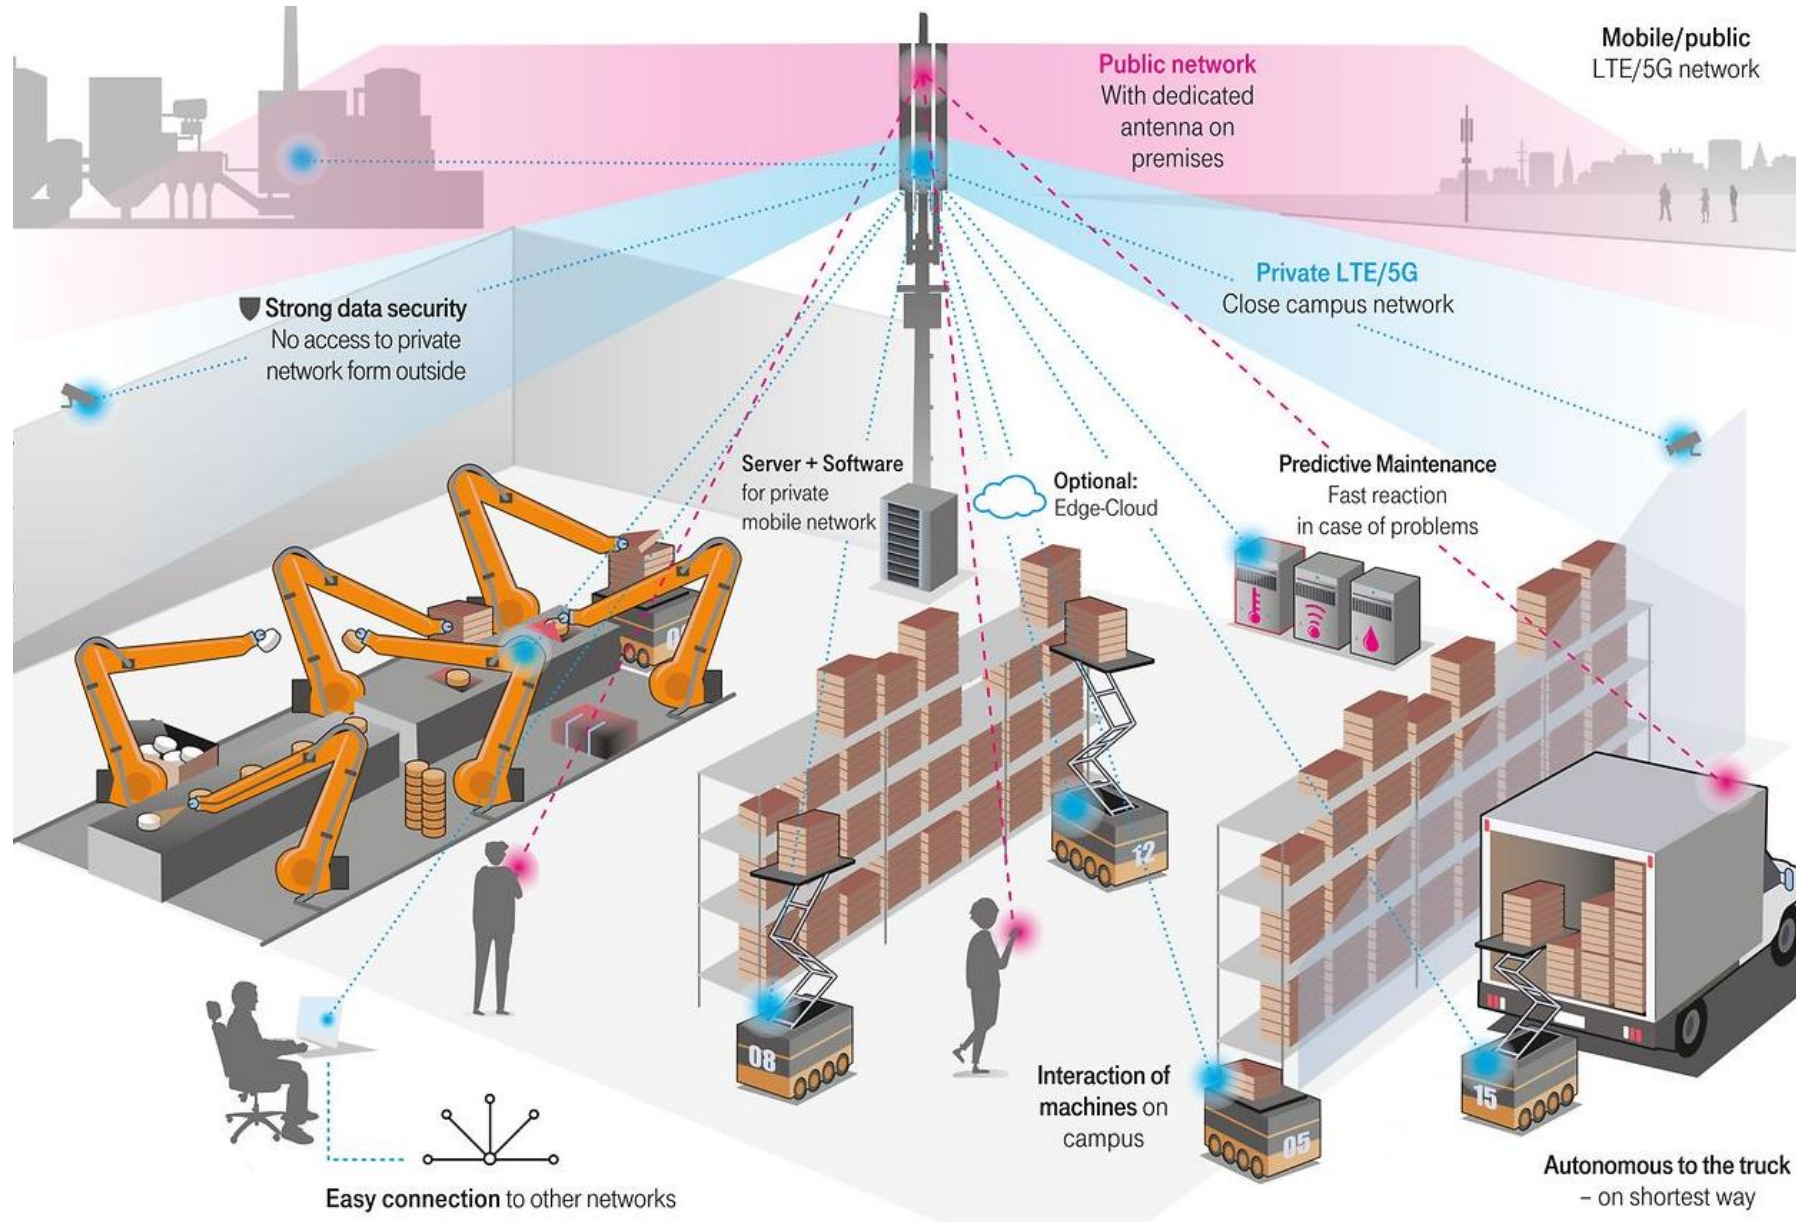 Mobile/public
LTE/5G network
Public network
With dedicated
antenna on
premises
Private LTE/5G
Close campus network
Strong data security
No access to private
network form outside
Server + Software
for private
mobile network
Optional:
Edge-Cloud
Predictive Maintenance
Fast reaction
in case of problems
12
08
15
05
Interaction of
machines on
campus
Autonomous to the truck
– on shortest way
Easy connection to other networks